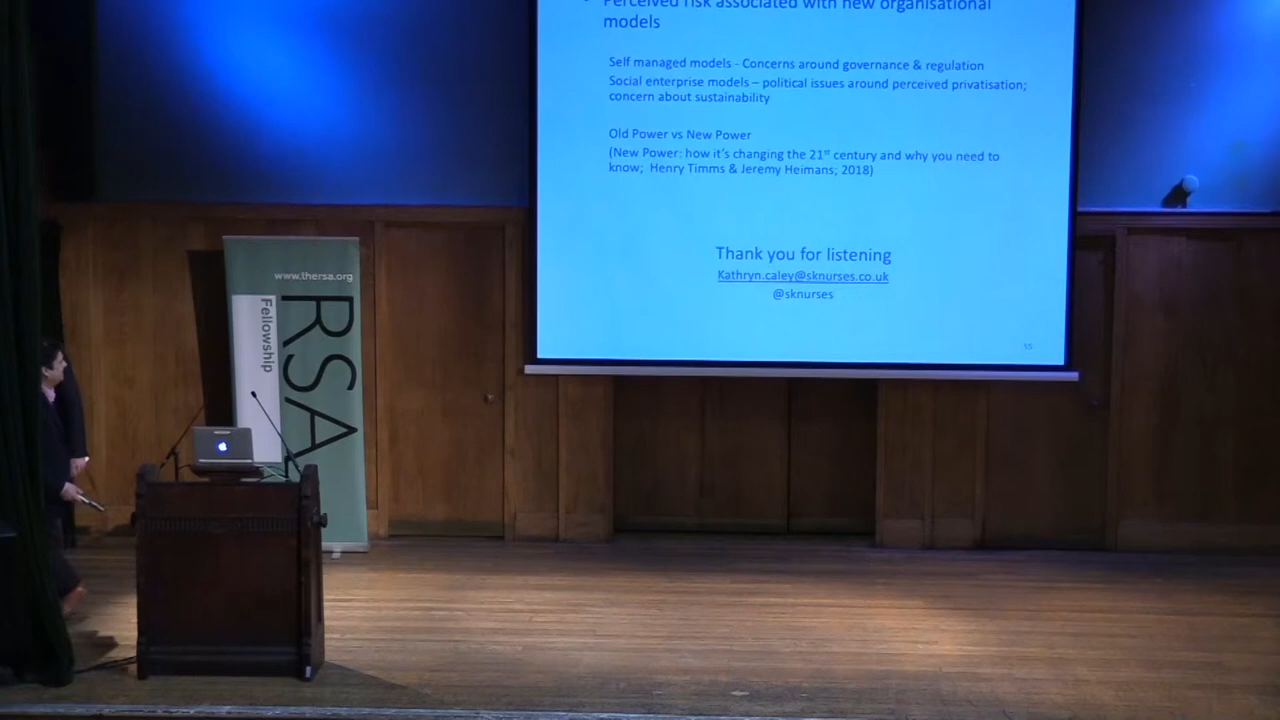 Perceived risk associated with new organisational
models
Self managed models - Concerns around governance & regulation
Social enterprise models – political issues around perceived privatisation;
concern about sustainability
Old Power vs New Power
(New Power: how it's changing the 21st century and why you need to
know; Henry Timms & Jeremy Heimans; 2018)
Thank you for listening
Kathryn.caley@sknurses.co.uk
@sknurses
55
www.thersa.org
RSA
Fellowship